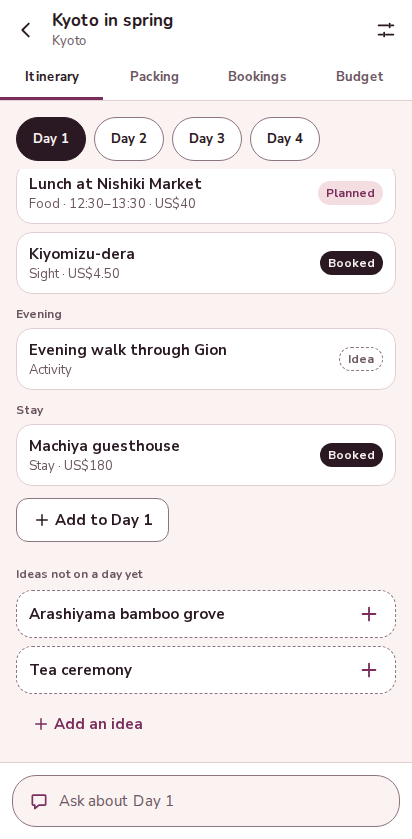 Kyoto in spring
Kyoto
Itinerary
Packing
Bookings
Budget
Day 1
Day 2
Day 3
Day 4
Lunch at Nishiki Market
Food · 12:30–13:30 · US$40
Planned
Kiyomizu-dera
Sight · US$4.50
Booked
Evening
Evening walk through Gion
Activity
Idea
Stay
Machiya guesthouse
Stay · US$180
Booked
Add to Day 1
Ideas not on a day yet
Arashiyama bamboo grove
Tea ceremony
Add an idea
Ask about Day 1